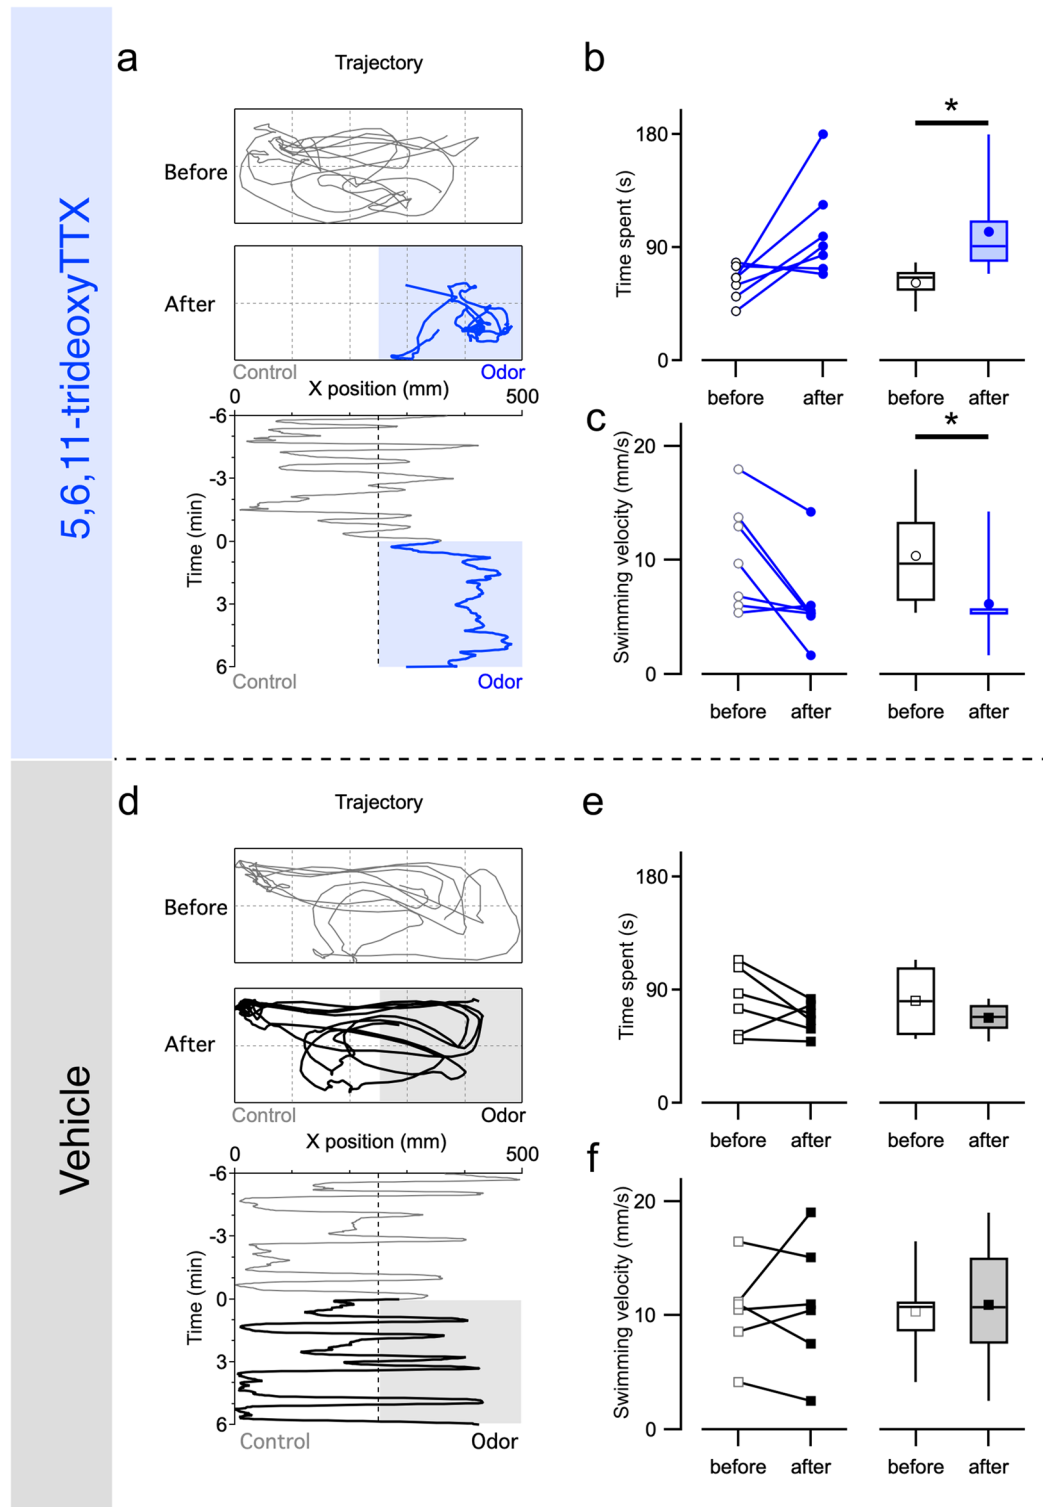 5,6,11-trideoxyTTX
a
Trajectory
Before
After
Control
Odor
X position (mm)
0
500
-6
-3
0
3
6
Time (min)
Control
Odor
b
*
180
90
0
Time spent (s)
before
after
before
after
c
*
20
10
0
Swimming velocity (mm/s)
before
after
before
after
Vehicle
d
Trajectory
Before
After
Control
Odor
X position (mm)
0
500
-6
-3
0
3
6
Time (min)
Control
Odor
e
180
90
0
Time spent (s)
before
after
before
after
f
20
10
0
Swimming velocity (mm/s)
before
after
before
after